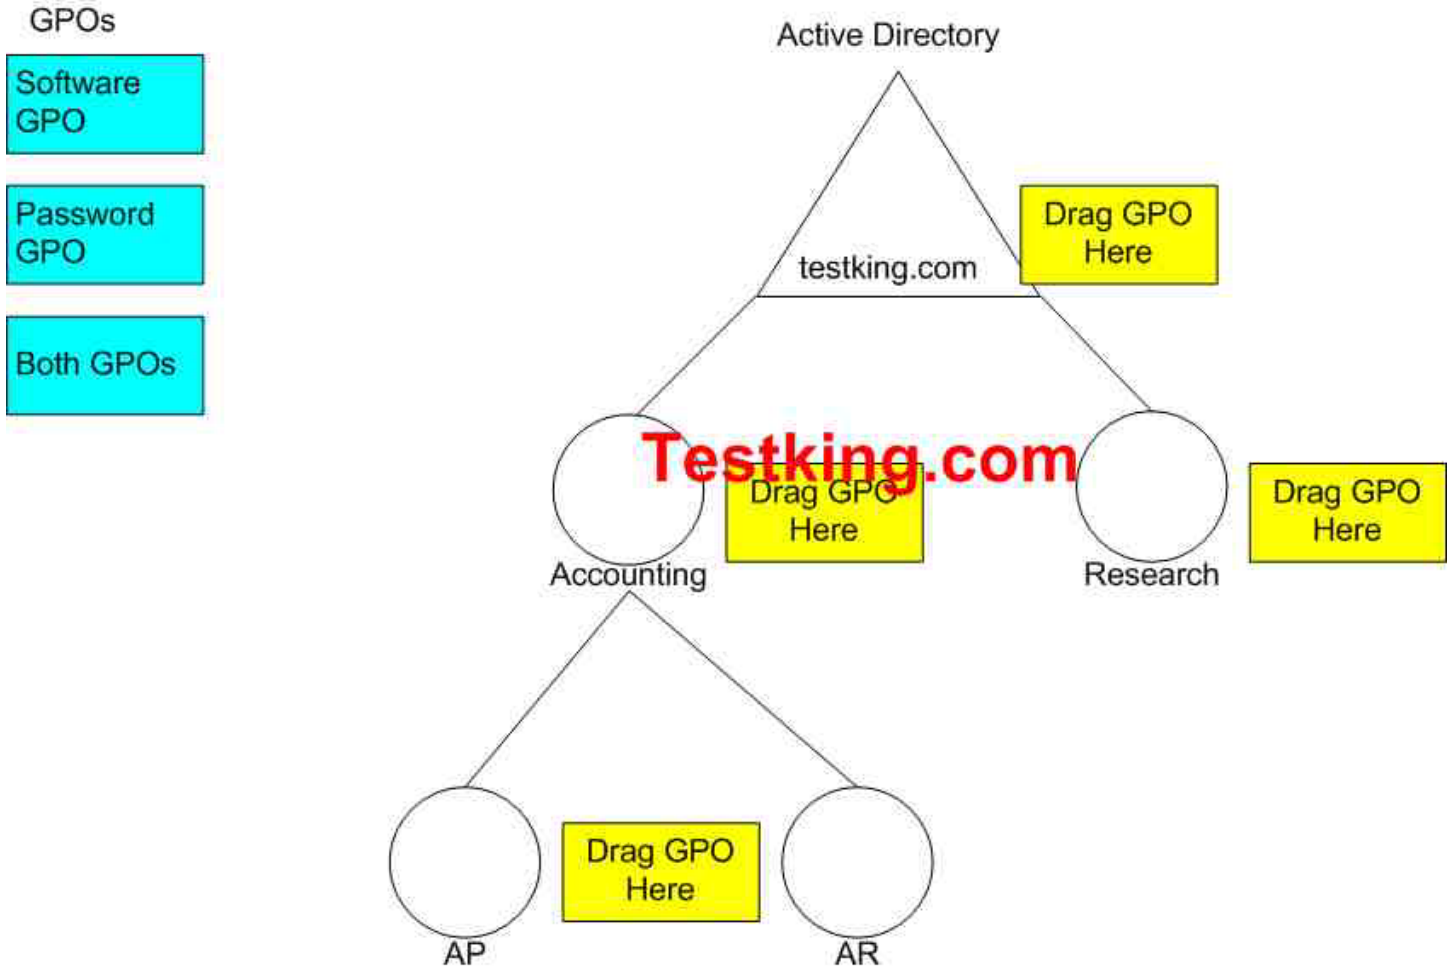 GPOs
Software
GPO
Password
GPO
Both GPOs
Active Directory
testking.com
Drag GPO
Here
Testking.com
Accounting
Drag GPO
Here
Research
Drag GPO
Here
AP
Drag GPO
Here
AR